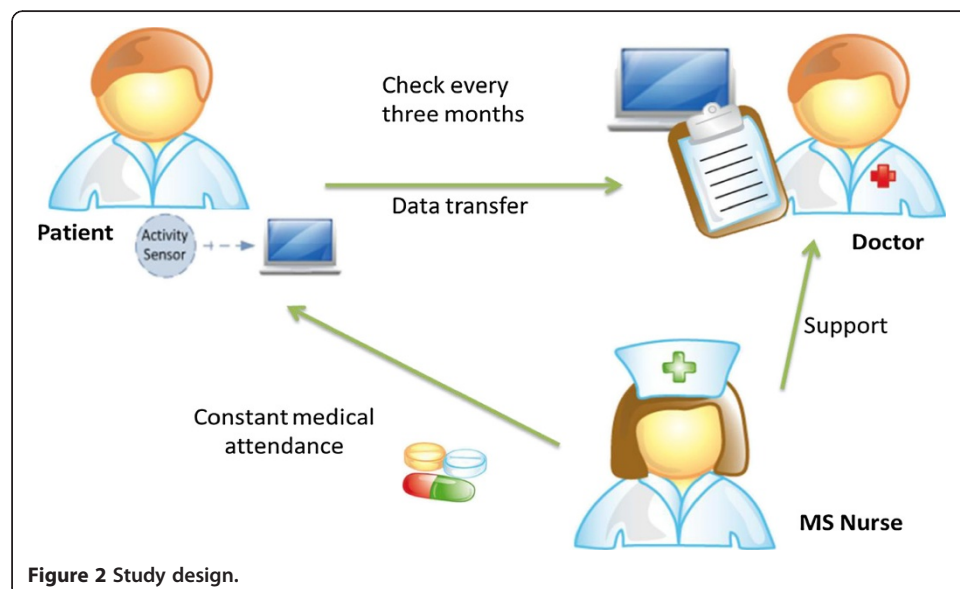 Check every
three months
Data transfer
Patient
Activity
Sensor
Doctor
Support
Constant medical
attendance
MS Nurse
Figure 2 Study design.